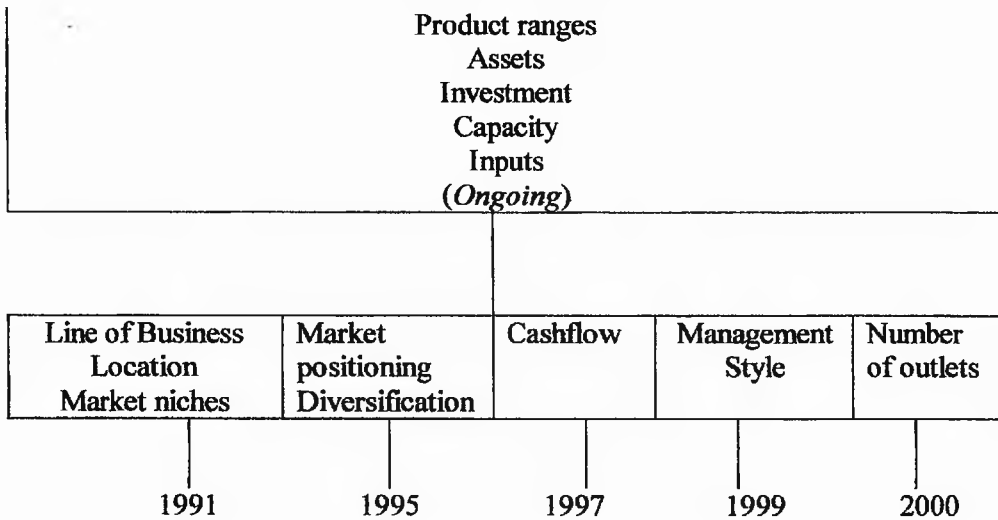 Product ranges
Assets
Investment
Capacity
Inputs
(Ongoing)
Line of Business
Location
Market niches
Market
positioning
Diversification
Cashflow
Management
Style
Number
of outlets
1991
1995
1997
1999
2000